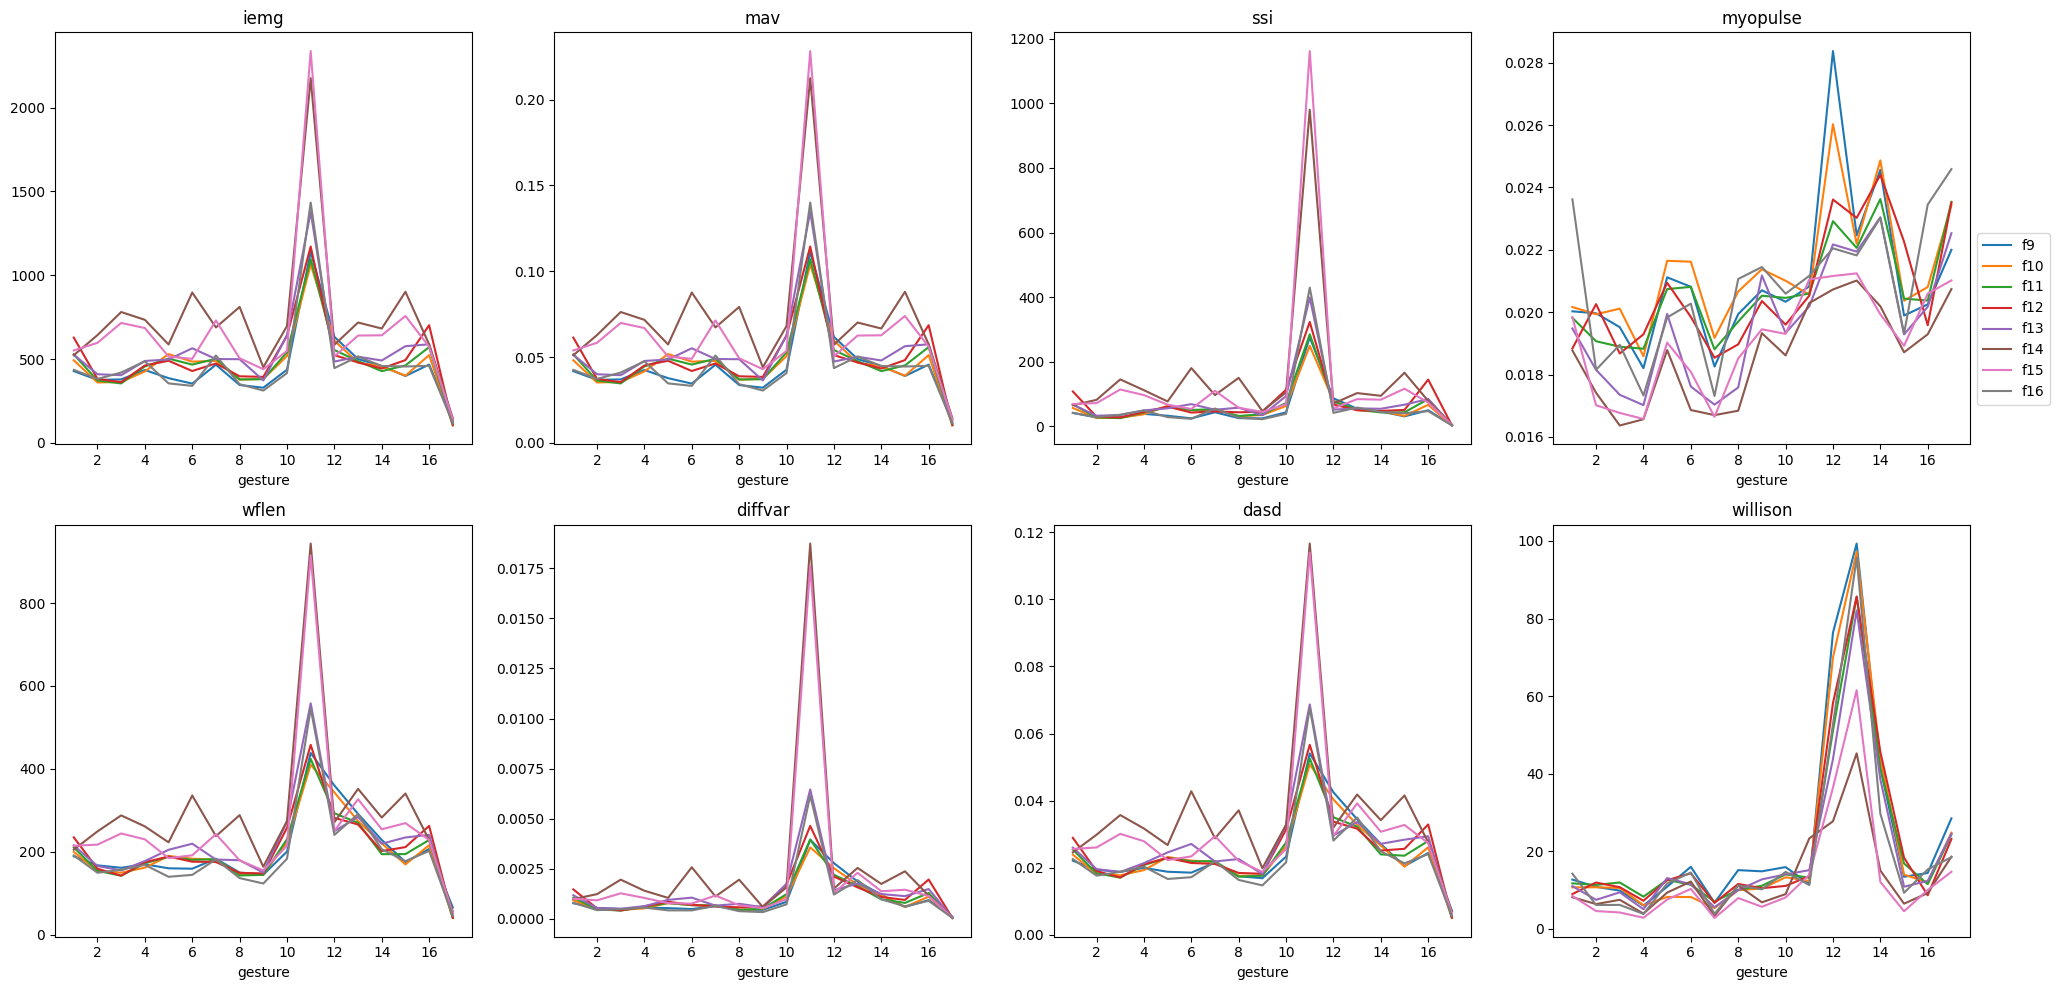 iemg
2000
1500
1000
500
0
2 4 6 8 10 12 14 16
gesture
mav
0.20
0.15
0.10
0.05
0.00
2 4 6 8 10 12 14 16
gesture
ssi
1200
1000
800
600
400
200
0
2 4 6 8 10 12 14 16
gesture
myopulse
0.028
0.026
0.024
0.022
0.020
0.018
0.016
2 4 6 8 10 12 14 16
gesture
f9
f10
f11
f12
f13
f14
f15
f16
wflen
800
600
400
200
0
2 4 6 8 10 12 14 16
gesture
diffvar
0.0175
0.0150
0.0125
0.0100
0.0075
0.0050
0.0025
0.0000
2 4 6 8 10 12 14 16
gesture
dasd
0.12
0.10
0.08
0.06
0.04
0.02
0.00
2 4 6 8 10 12 14 16
gesture
willison
100
80
60
40
20
0
2 4 6 8 10 12 14 16
gesture